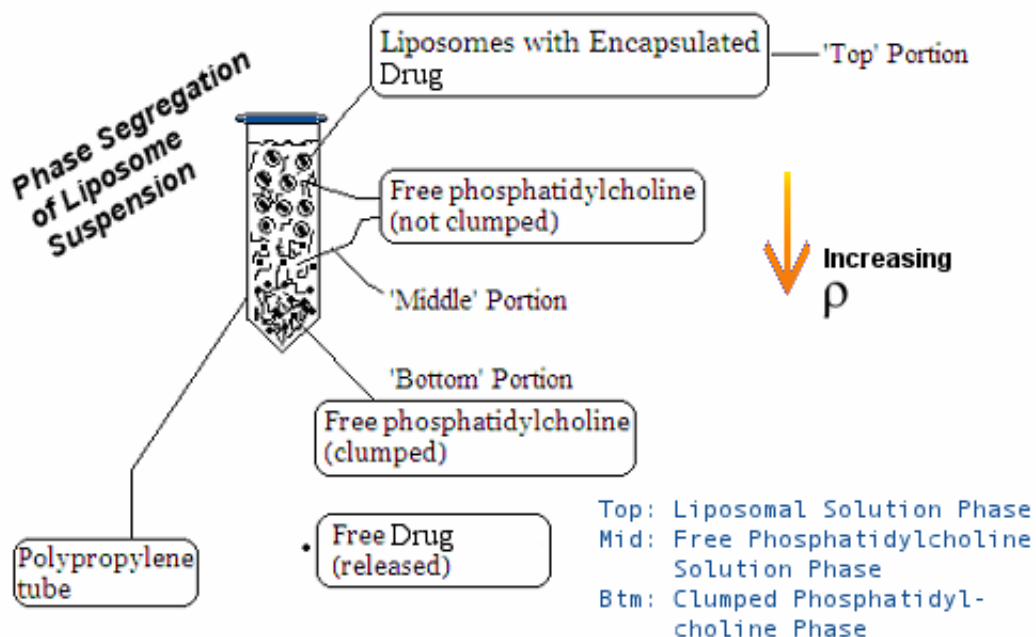 Phase Segregation
of Liposome
Suspension
Liposomes with Encapsulated
Drug
'Top' Portion
Free phosphatidylcholine
(not clumped)
Increasing
ρ
'Middle' Portion
'Bottom' Portion
Free phosphatidylcholine
(clumped)
Polypropylene
tube
Free Drug
(released)
Top: Liposomal Solution Phase
Mid: Free Phosphatidylcholine
Solution Phase
Btm: Clumped Phosphatidyl-
choline Phase